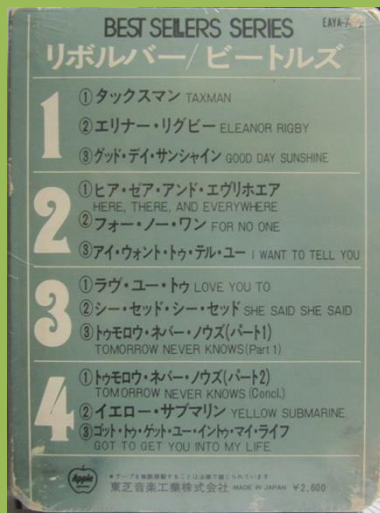 BEST SELLERS SERIES
リボルバー/ビートルズ
1
①タックスマン TAXMAN
②エリナー・リグビー ELEANOR RIGBY
③グッド・デイ・サンシャイン GOOD DAY SUNSHINE
2
①ヒア・ゼア・アンド・エヴリホエア
HERE, THERE, AND EVERYWHERE
②フォー・ノー・ワン FOR NO ONE
③アイ・ウォント・トゥ・テル・ユー I WANT TO TELL YOU
3
①ラヴ・ユー・トゥ LOVE YOU TO
②シー・セッド・シー・セッド SHE SAID SHE SAID
③トゥモロウ・ネバー・ノウズ(パート1)
TOMORROW NEVER KNOWS(Part 1)
4
①トゥモロウ・ネバー・ノウズ(パート2)
TOMORROW NEVER KNOWS (Concl.)
②イエロー・サブマリン YELLOW SUBMARINE
③ゴット・トゥ・ゲット・ユー・イントゥ・マイ・ライフ
GOT TO GET YOU INTO MY LIFE
Apple
東芝音楽工業株式会社 MADE IN JAPAN ¥2,600